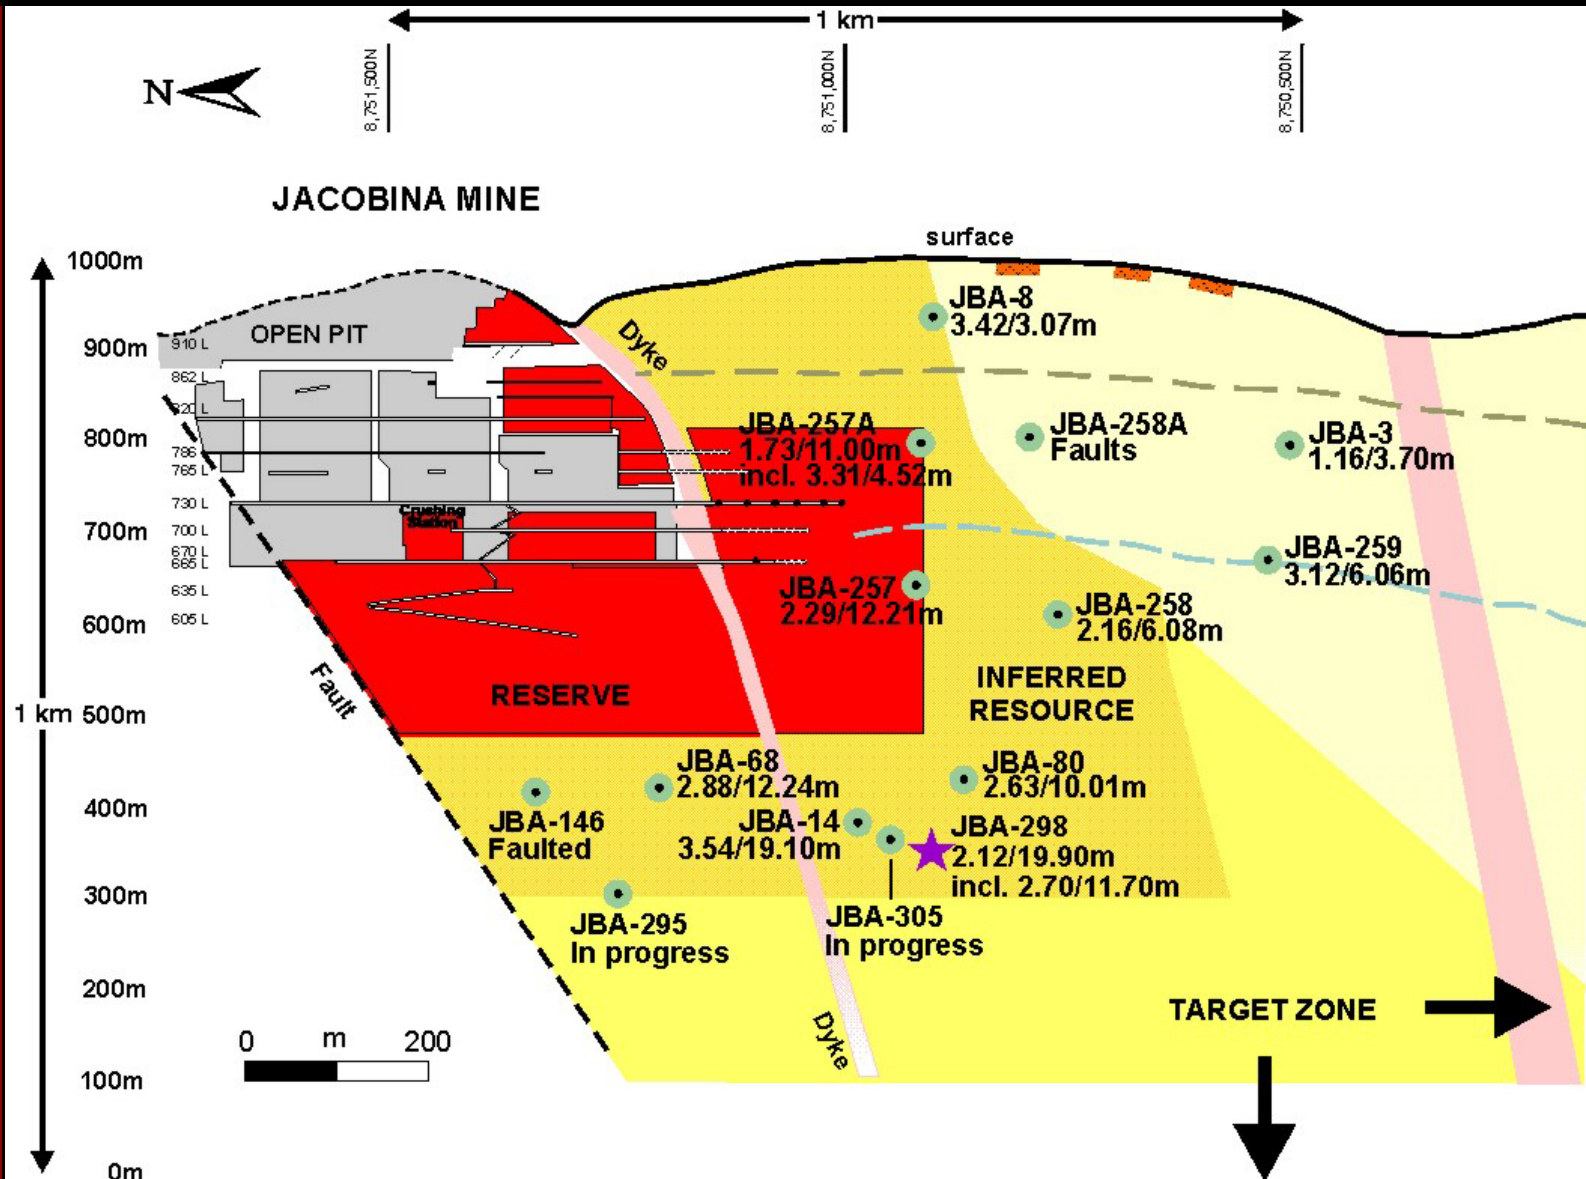 1 km
8,751,500N
8,751,000N
8,750,500N
N
JACOBINA MINE
surface
1000m
900m
800m
700m
600m
500m
400m
300m
200m
100m
0m
1 km
910 L
862 L
820 L
786
765 L
730 L
700 L
670 L
665 L
635 L
605 L
OPEN PIT
Crushing
Station
Dyke
JBA-8
3.42/3.07m
JBA-257A
1.73/11.00m
incl. 3.31/4.52m
JBA-258A
Faults
JBA-3
1.16/3.70m
JBA-259
3.12/6.06m
JBA-257
2.29/12.21m
JBA-258
2.16/6.08m
RESERVE
INFERRED
RESOURCE
Fault
JBA-68
2.88/12.24m
JBA-80
2.63/10.01m
JBA-146
Faulted
JBA-14
3.54/19.10m
JBA-298
2.12/19.90m
incl. 2.70/11.70m
JBA-295
In progress
JBA-305
In progress
TARGET ZONE
Dyke
0 m 200